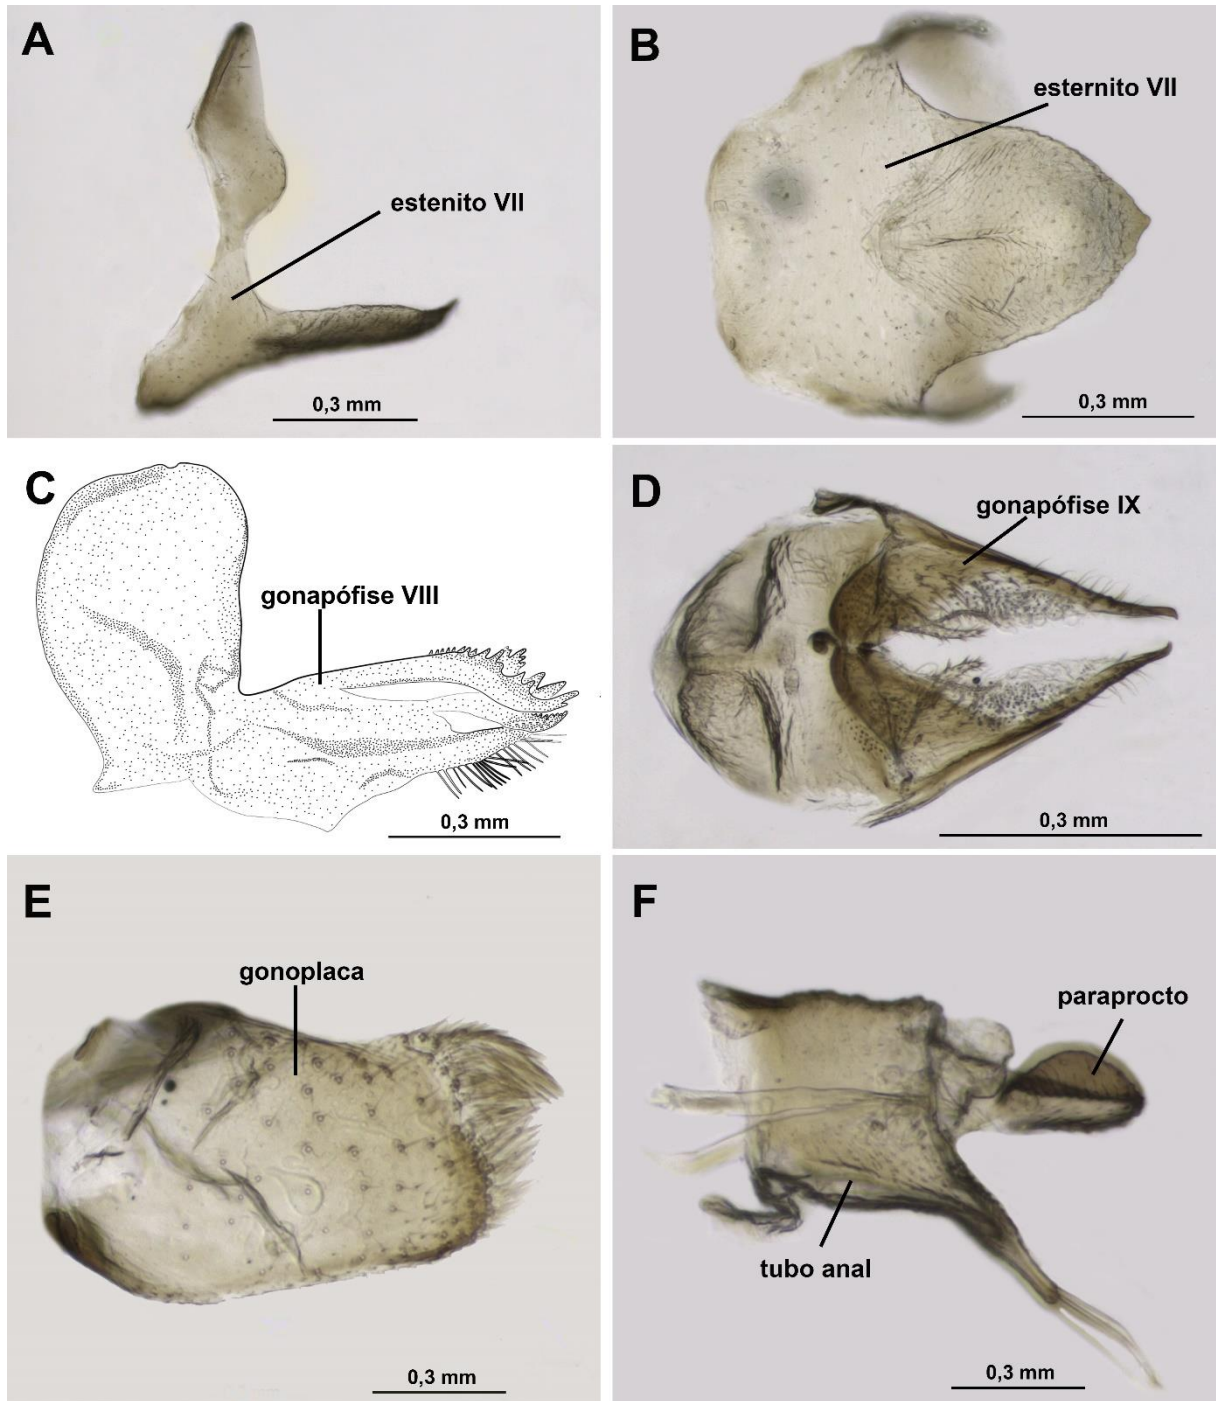 A
estenito VII
0,3 mm
B
esternito VII
0,3 mm
C
gonapófise VIII
0,3 mm
D
gonapófise IX
0,3 mm
E
gonoplaca
0,3 mm
F
paraprocto
tubo anal
0,3 mm